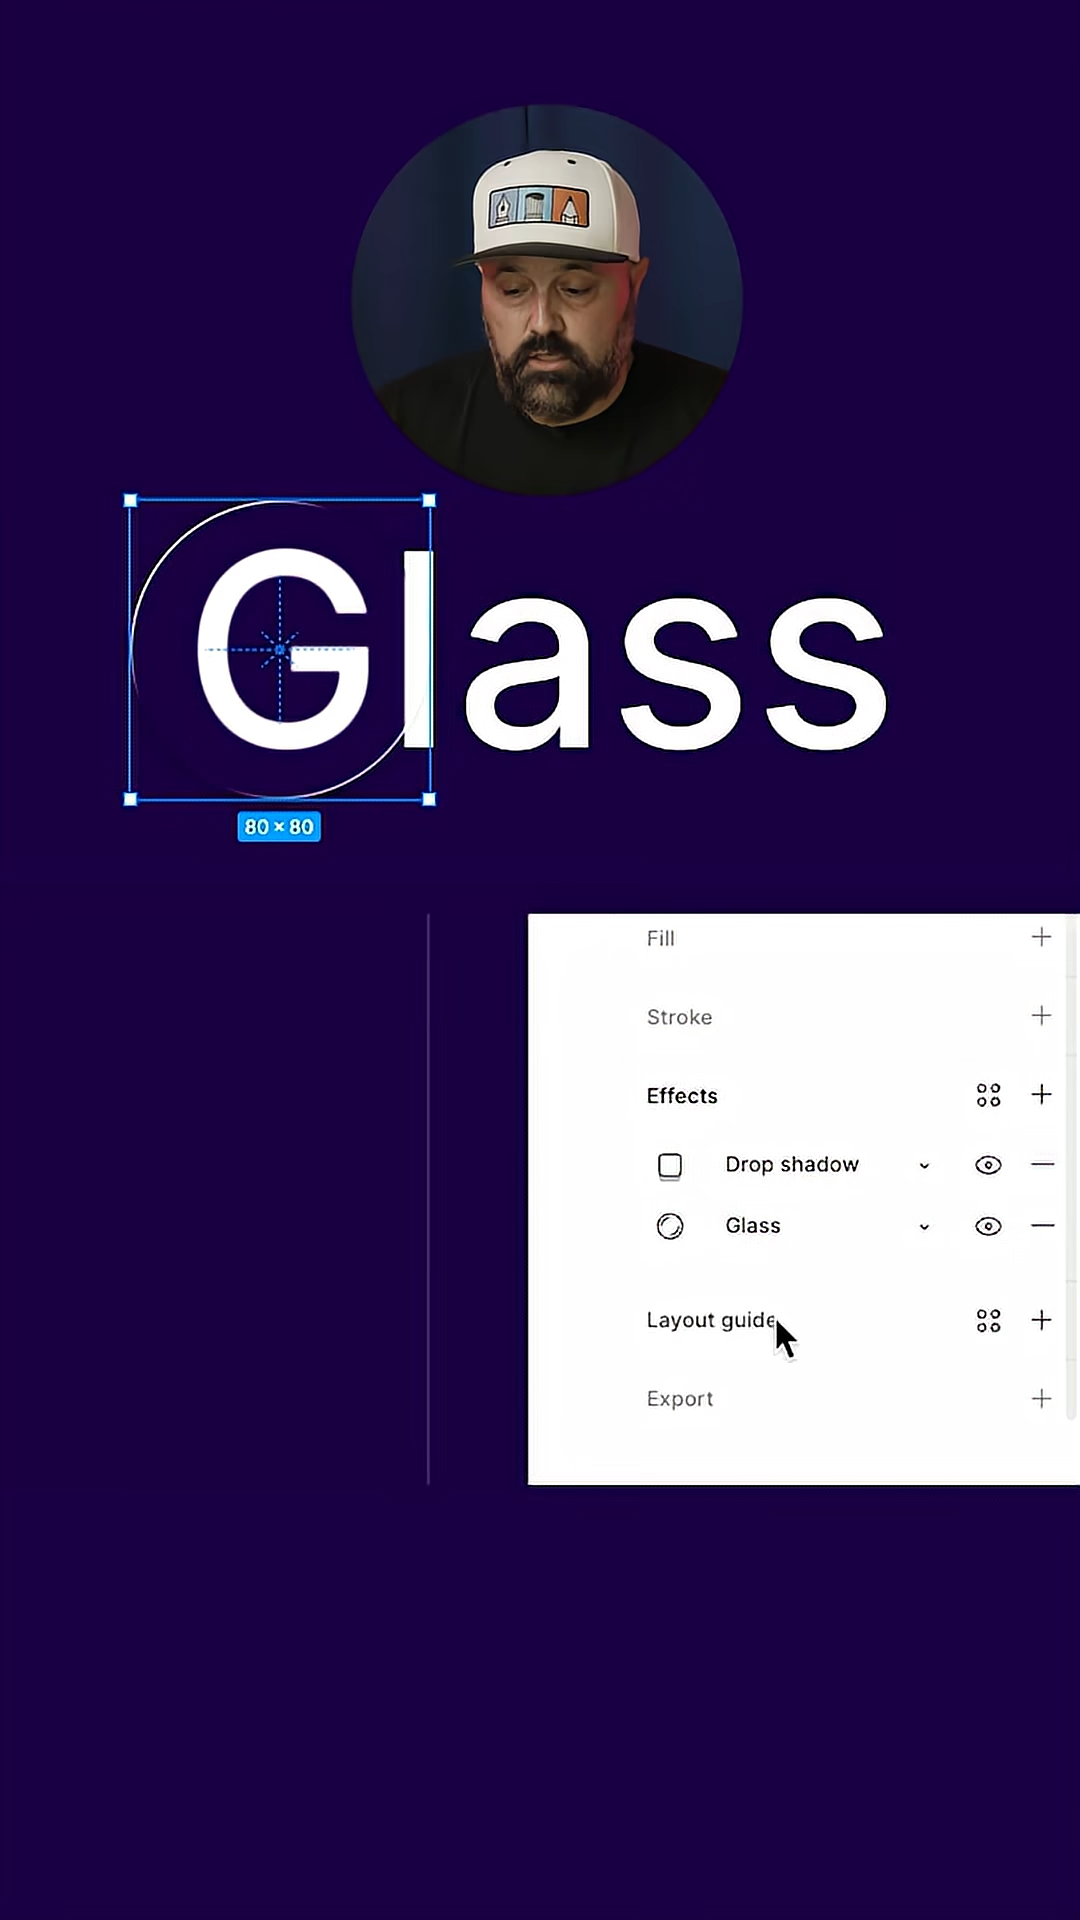 Glass
80 × 80
Fill
Stroke
Effects
Drop shadow
Glass
Layout guide
Export